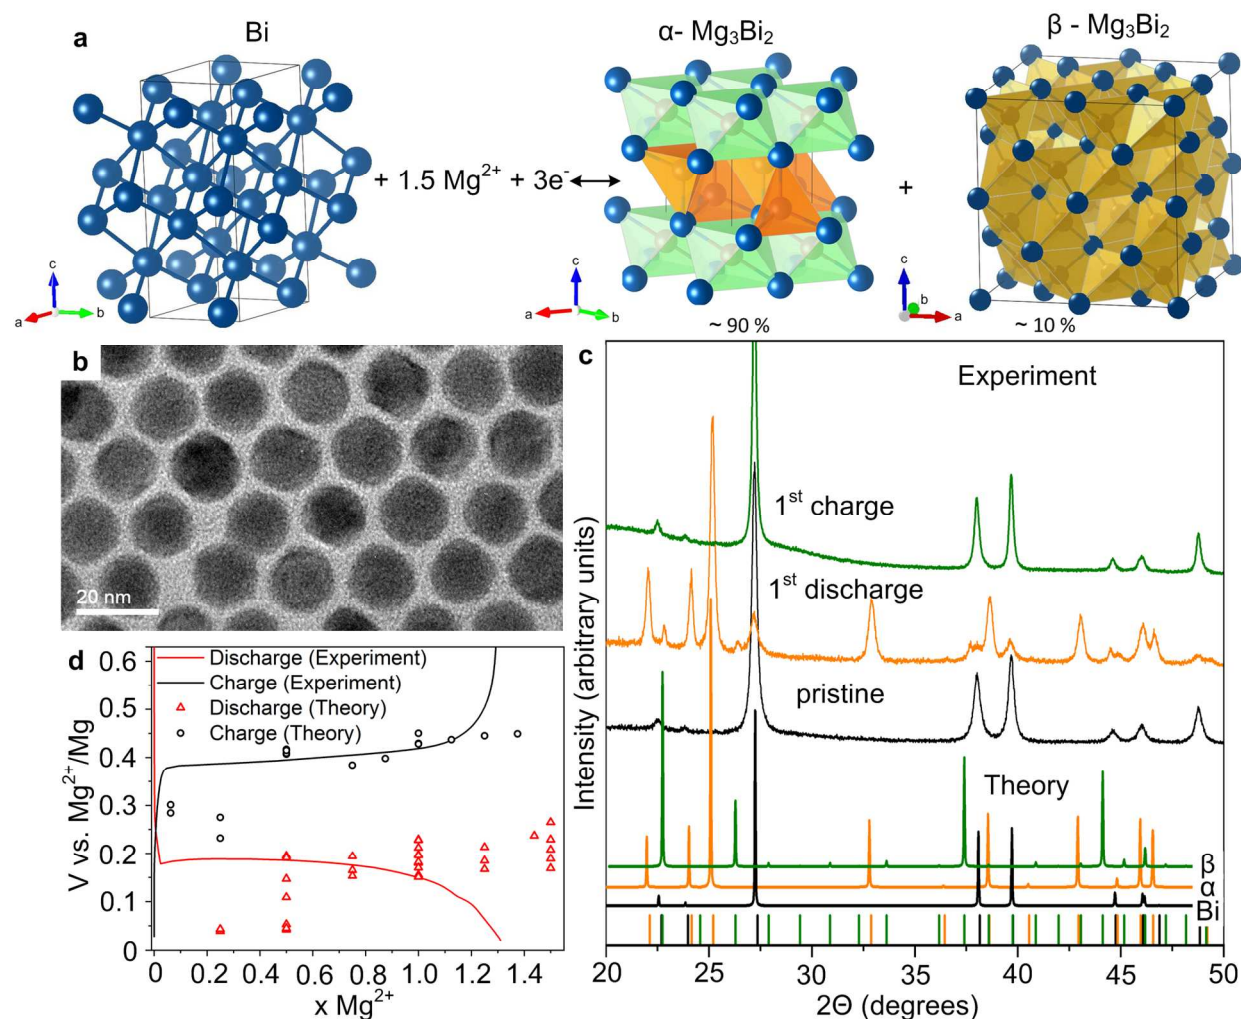 a
Bi
α- Mg₃Bi₂
β - Mg₃Bi₂
+ 1.5 Mg²⁺ + 3e⁻
+
c
a
b
c
a
b
c
b
a
~ 90 %
~ 10 %
b
20 nm
c
Experiment
1ˢᵗ charge
1ˢᵗ discharge
pristine
Theory
β
α
Bi
Intensity (arbitrary units)
20 25 30 35 40 45 50
2Θ (degrees)
d
Discharge (Experiment)
Charge (Experiment)
Discharge (Theory)
Charge (Theory)
0.6
0.5
0.4
0.3
0.2
0.1
0
V vs. Mg²⁺/Mg
0 0.2 0.4 0.6 0.8 1.0 1.2 1.4
x Mg²⁺